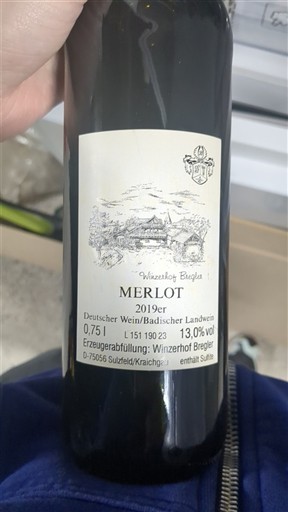 Winzerhof Bregler
MERLOT
2019er
Deutscher Wein/Badischer Landwein
0,75 l L 151 190 23 13,0%vol
Erzeugerabfüllung: Winzerhof Bregler
D-75056 Sulzfeld/Kraichgau enthält Sulfite